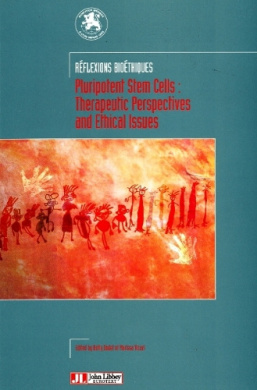 RÉFLEXIONS BIOÉTHIQUES
Pluripotent Stem Cells :
Therapeutic Perspectives
and Ethical Issues
JL
John Libbey
EUROTEXT